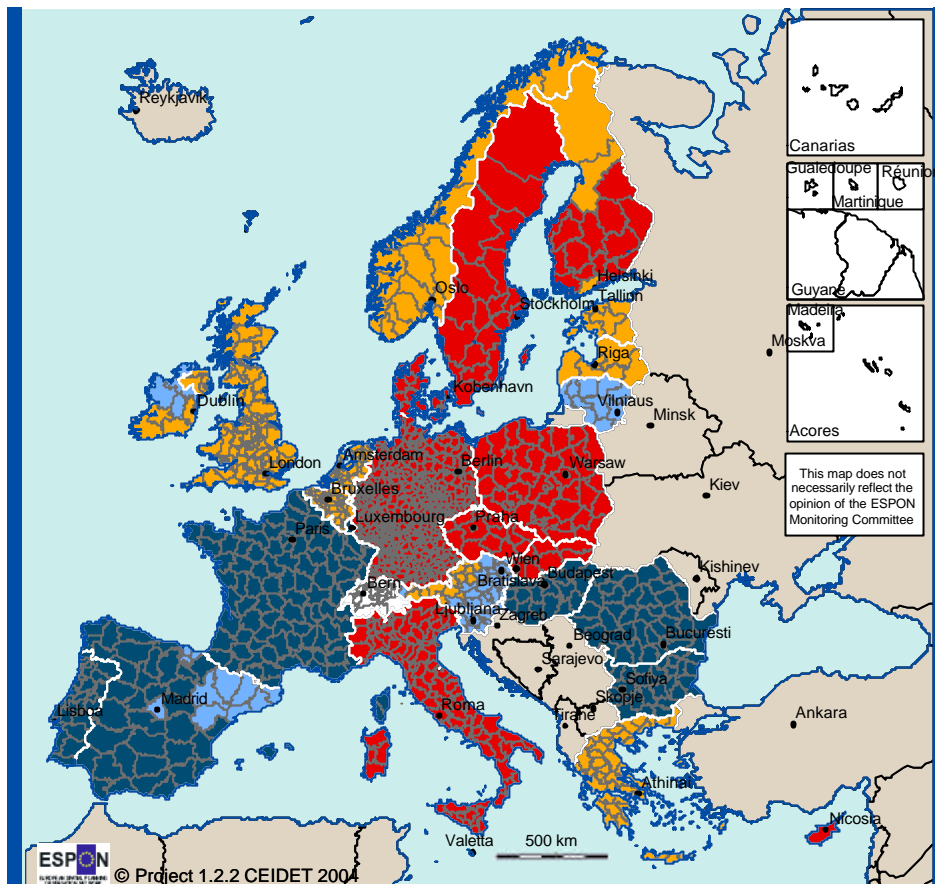 Reykjavik
Canarias
Gualedoupe
Réunion
Martinique
Guyane
Madeira
Acores
Oslo
Helsinki
Stockholm
Tallinn
Riga
Moskva
Kobenhavn
Vilniaus
Minsk
Dublin
London
Amsterdam
Berlin
Warsaw
Kiev
Bruxelles
Luxembourg
Praha
Paris
This map does not
necessarily reflect the
opinion of the ESPON
Monitoring Committee
Wien
Bratislava
Budapest
Kishinev
Bern
Ljubljana
Zagreb
Beograd
Bucuresti
Sarajevo
Sofiya
Skopje
Madrid
Lisboa
Roma
Tirane
Ankara
Athinai
Nicosia
Valetta
500 km
ESPON
© Project 1.2.2 CEIDET 2004